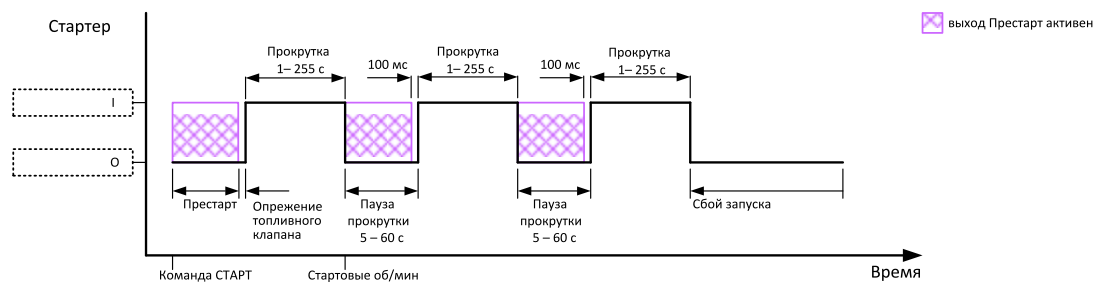 Стартер
выход Престарт активен
Прокрутка
1– 255 с
100 мс
Прокрутка
1– 255 с
100 мс
Прокрутка
1– 255 с
I
O
Престарт
Опрежение
топливного
клапана
Пауза
прокрутки
5 – 60 с
Пауза
прокрутки
5 – 60 с
Сбой запуска
Команда СТАРТ
Стартовые об/мин
Время